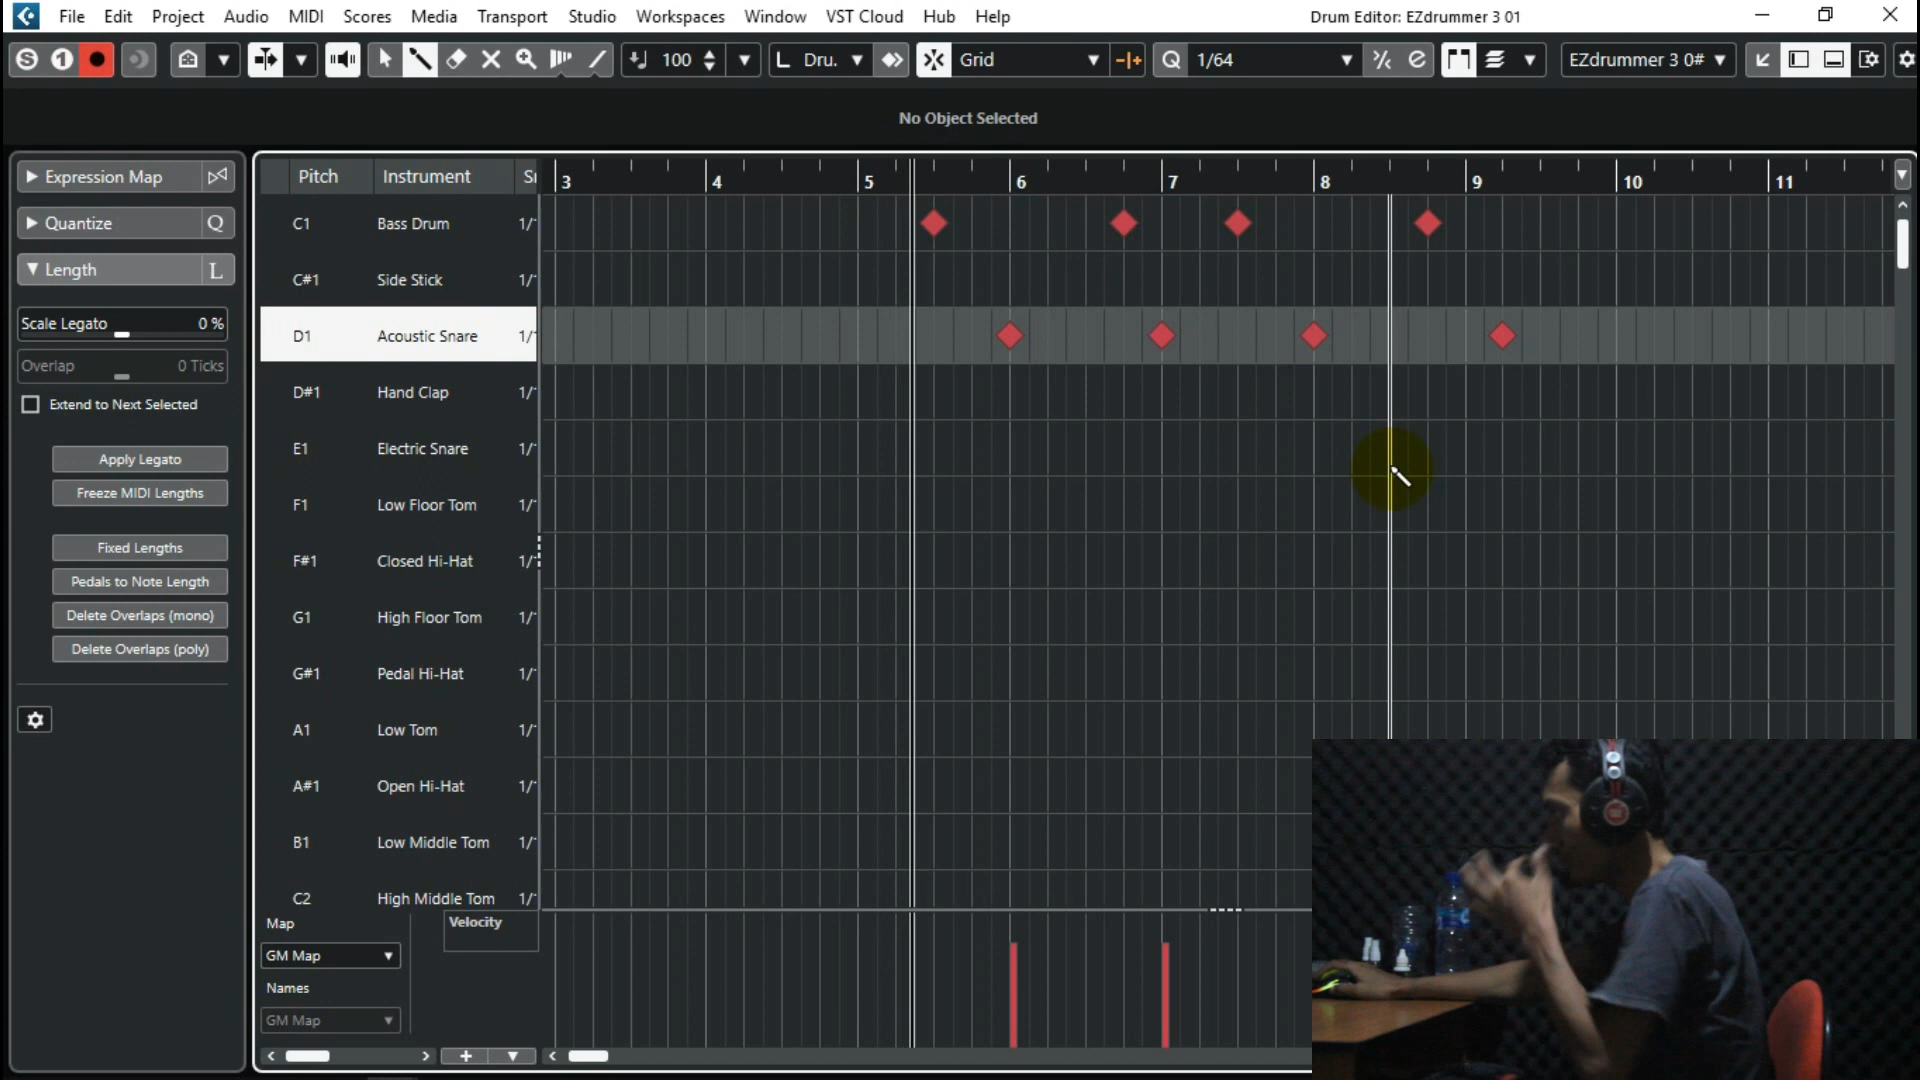 File Edit Project Audio MIDI Scores Media Transport Studio Workspaces Window VST Cloud Hub Help Drum Editor: EZdrummer 3 01
S 1 100 L Dru. Grid Q 1/64 EZdrummer 3 0#
No Object Selected
Expression Map
Quantize Q
Length L
Scale Legato 0 %
Overlap 0 Ticks
Extend to Next Selected
Apply Legato
Freeze MIDI Lengths
Fixed Lengths
Pedals to Note Length
Delete Overlaps (mono)
Delete Overlaps (poly)
Pitch Instrument 3 4 5 6 7 8 9 10 11
C1 Bass Drum
C#1 Side Stick
D1 Acoustic Snare
D#1 Hand Clap
E1 Electric Snare
F1 Low Floor Tom
F#1 Closed Hi-Hat
G1 High Floor Tom
G#1 Pedal Hi-Hat
A1 Low Tom
A#1 Open Hi-Hat
B1 Low Middle Tom
C2 High Middle Tom
Map Velocity
GM Map
Names
GM Map